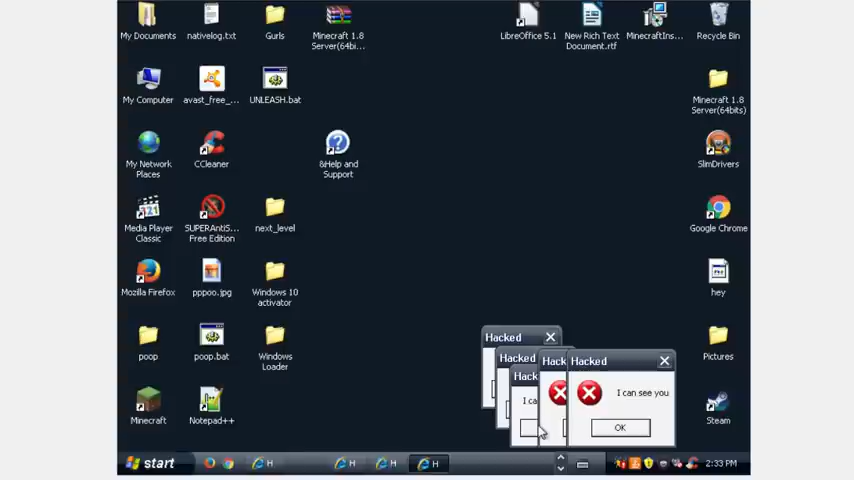 My Documents
nativelog.txt
Gurls
Minecraft 1.8
Server(64bi...
LibreOffice 5.1
New Rich Text
Document.rtf
MinecraftIns...
Recycle Bin
My Computer
avast_free_...
UNLEASH.bat
Minecraft 1.8
Server(64bits)
My Network
Places
CCleaner
&Help and
Support
SlimDrivers
Media Player
Classic
SUPERAntiS...
Free Edition
next_level
Google Chrome
Mozilla Firefox
pppoo.jpg
Windows 10
activator
hey
poop
poop.bat
Windows
Loader
Pictures
Minecraft
Notepad++
Steam
Hacked
Hacked
Hack
Hack
Hacked
I ca
I can see you
OK
start
H
H
H
H
2:33 PM